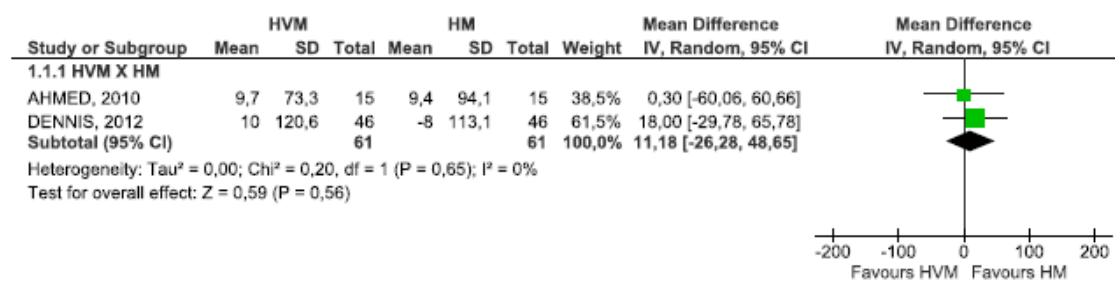 HVM HM Mean Difference Mean Difference
Study or Subgroup Mean SD Total Mean SD Total Weight IV, Random, 95% CI IV, Random, 95% CI
1.1.1 HVM X HM
AHMED, 2010 9,7 73,3 15 9,4 94,1 15 38,5% 0,30 [-60,06, 60,66]
DENNIS, 2012 10 120,6 46 -8 113,1 46 61,5% 18,00 [-29,78, 65,78]
Subtotal (95% CI) 61 61 100,0% 11,18 [-26,28, 48,65]
Heterogeneity: Tau² = 0,00; Chi² = 0,20, df = 1 (P = 0,65); I² = 0%
Test for overall effect: Z = 0,59 (P = 0,56)
-200 -100 0 100 200
Favours HVM Favours HM